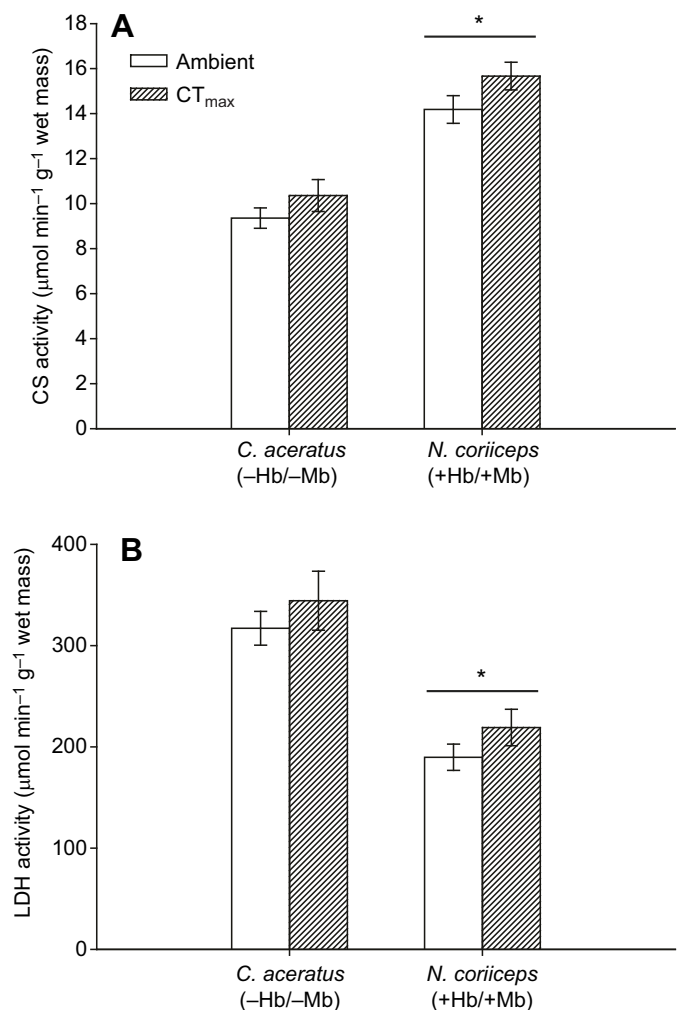 A
18
16
14
12
10
8
6
4
2
0
CS activity (µmol min⁻¹ g⁻¹ wet mass)
Ambient
CTmax
*
C. aceratus
(–Hb/–Mb)
N. coriiceps
(+Hb/+Mb)
B
400
300
200
100
0
LDH activity (µmol min⁻¹ g⁻¹ wet mass)
*
C. aceratus
(–Hb/–Mb)
N. coriiceps
(+Hb/+Mb)